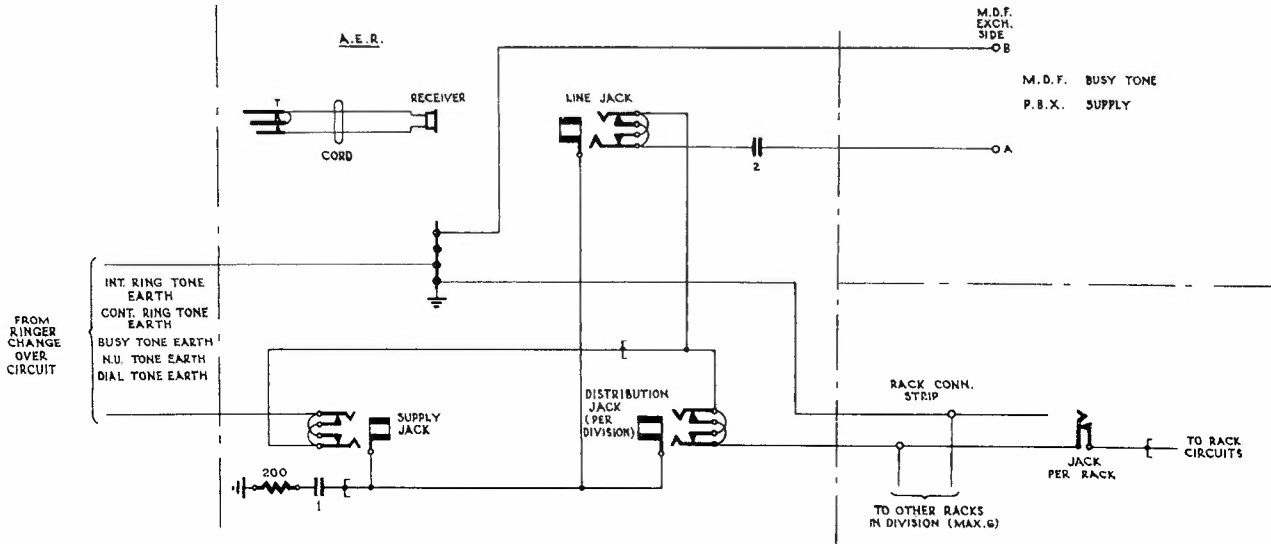 A.E.R.
T
CORD
RECEIVER
LINE JACK
2
M.D.F.
EXCH.
SIDE
B
M.D.F. BUSY TONE
P.B.X. SUPPLY
A
FROM
RINGER
CHANGE
OVER
CIRCUIT
INT. RING TONE
EARTH
CONT. RING TONE
EARTH
BUSY TONE EARTH
N.U. TONE EARTH
DIAL TONE EARTH
SUPPLY
JACK
200
1
DISTRIBUTION
JACK
(PER
DIVISION)
RACK CONN.
STRIP
JACK
PER RACK
TO RACK
CIRCUITS
TO OTHER RACKS
IN DIVISION (MAX.6)